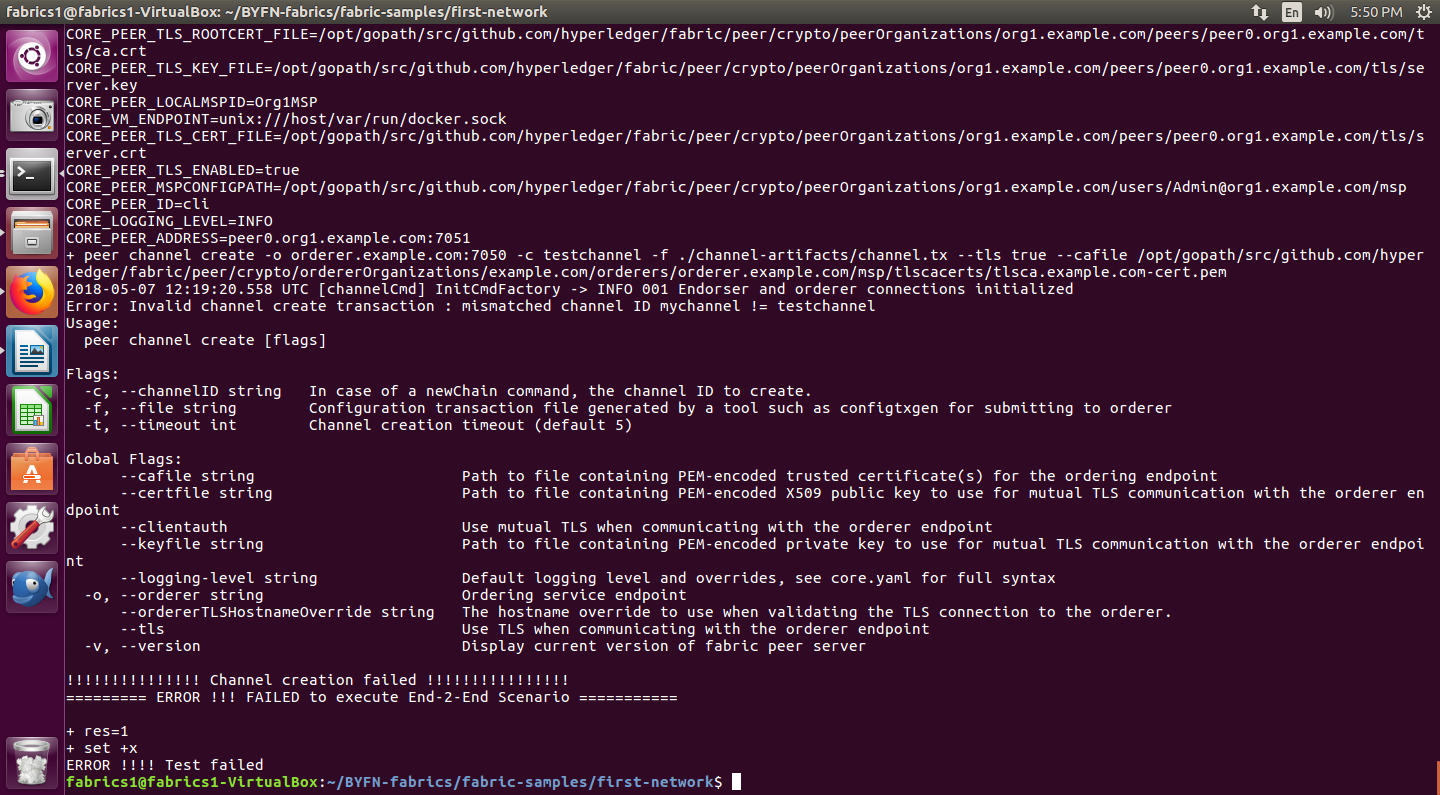 fabrics1@fabrics1-VirtualBox: ~/BYFN-fabrics/fabric-samples/first-network
En
5:50 PM
CORE_PEER_TLS_ROOTCERT_FILE=/opt/gopath/src/github.com/hyperledger/fabric/peer/crypto/peerOrganizations/org1.example.com/peers/peer0.org1.example.com/t
ls/ca.crt
CORE_PEER_TLS_KEY_FILE=/opt/gopath/src/github.com/hyperledger/fabric/peer/crypto/peerOrganizations/org1.example.com/peers/peer0.org1.example.com/tls/se
rver.key
CORE_PEER_LOCALMSPID=Org1MSP
CORE_VM_ENDPOINT=unix:///host/var/run/docker.sock
CORE_PEER_TLS_CERT_FILE=/opt/gopath/src/github.com/hyperledger/fabric/peer/crypto/peerOrganizations/org1.example.com/peers/peer0.org1.example.com/tls/s
erver.crt
CORE_PEER_TLS_ENABLED=true
CORE_PEER_MSPCONFIGPATH=/opt/gopath/src/github.com/hyperledger/fabric/peer/crypto/peerOrganizations/org1.example.com/users/Admin@org1.example.com/msp
CORE_PEER_ID=cli
CORE_LOGGING_LEVEL=INFO
CORE_PEER_ADDRESS=peer0.org1.example.com:7051
+ peer channel create -o orderer.example.com:7050 -c testchannel -f ./channel-artifacts/channel.tx --tls true --cafile /opt/gopath/src/github.com/hyper
ledger/fabric/peer/crypto/ordererOrganizations/example.com/orderers/orderer.example.com/msp/tlscacerts/tlsca.example.com-cert.pem
2018-05-07 12:19:20.558 UTC [channelCmd] InitCmdFactory -> INFO 001 Endorser and orderer connections initialized
Error: Invalid channel create transaction : mismatched channel ID mychannel != testchannel
Usage:
  peer channel create [flags]

Flags:
  -c, --channelID string   In case of a newChain command, the channel ID to create.
  -f, --file string        Configuration transaction file generated by a tool such as configtxgen for submitting to orderer
  -t, --timeout int        Channel creation timeout (default 5)

Global Flags:
      --cafile string                       Path to file containing PEM-encoded trusted certificate(s) for the ordering endpoint
      --certfile string                     Path to file containing PEM-encoded X509 public key to use for mutual TLS communication with the orderer en
dpoint
      --clientauth                          Use mutual TLS when communicating with the orderer endpoint
      --keyfile string                      Path to file containing PEM-encoded private key to use for mutual TLS communication with the orderer endpoi
nt
      --logging-level string                Default logging level and overrides, see core.yaml for full syntax
  -o, --orderer string                      Ordering service endpoint
      --ordererTLSHostnameOverride string   The hostname override to use when validating the TLS connection to the orderer.
      --tls                                 Use TLS when communicating with the orderer endpoint
  -v, --version                             Display current version of fabric peer server

!!!!!!!!!!!!!!! Channel creation failed !!!!!!!!!!!!!!!!
========= ERROR !!! FAILED to execute End-2-End Scenario ===========

+ res=1
+ set +x
ERROR !!!! Test failed
fabrics1@fabrics1-VirtualBox:~/BYFN-fabrics/fabric-samples/first-network$